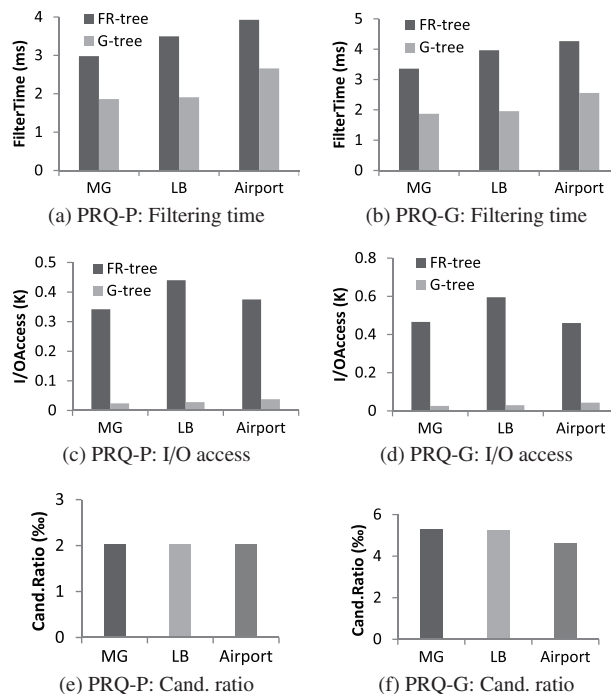 4
3
2
1
0
FilterTime (ms)
FR-tree
G-tree
MG LB Airport
(a) PRQ-P: Filtering time
5
4
3
2
1
0
FilterTime (ms)
FR-tree
G-tree
MG LB Airport
(b) PRQ-G: Filtering time
0.5
0.4
0.3
0.2
0.1
0
I/OAccess (K)
FR-tree
G-tree
MG LB Airport
(c) PRQ-P: I/O access
0.8
0.6
0.4
0.2
0
I/OAccess (K)
FR-tree
G-tree
MG LB Airport
(d) PRQ-G: I/O access
3
2
1
0
Cand.Ratio (‰)
MG LB Airport
(e) PRQ-P: Cand. ratio
6
4
2
0
Cand.Ratio (‰)
MG LB Airport
(f) PRQ-G: Cand. ratio